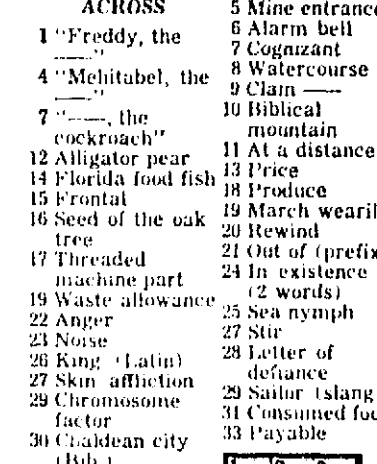 ACROSS
1 "Freddy, the
——"
4 "Mehitabel, the
——"
7 "——, the
cockroach"
12 Alligator pear
14 Florida food fish
15 Frontal
16 Seed of the oak
tree
17 Threaded
machine part
19 Waste allowance
22 Anger
23 Noise
26 King (Latin)
27 Skin affliction
29 Chromosome
factor
30 Chaldean city
(Bib.)
5 Mine entrance
6 Alarm bell
7 Cognizant
8 Watercourse
9 Clam ——
10 Biblical
mountain
11 At a distance
13 Price
18 Produce
19 March wearil
20 Rewind
21 Out of (prefix
24 In existence
(2 words)
25 Sea nymph
27 Stir
28 Letter of
defiance
29 Sailor (slang
31 Consumed foo
33 Payable